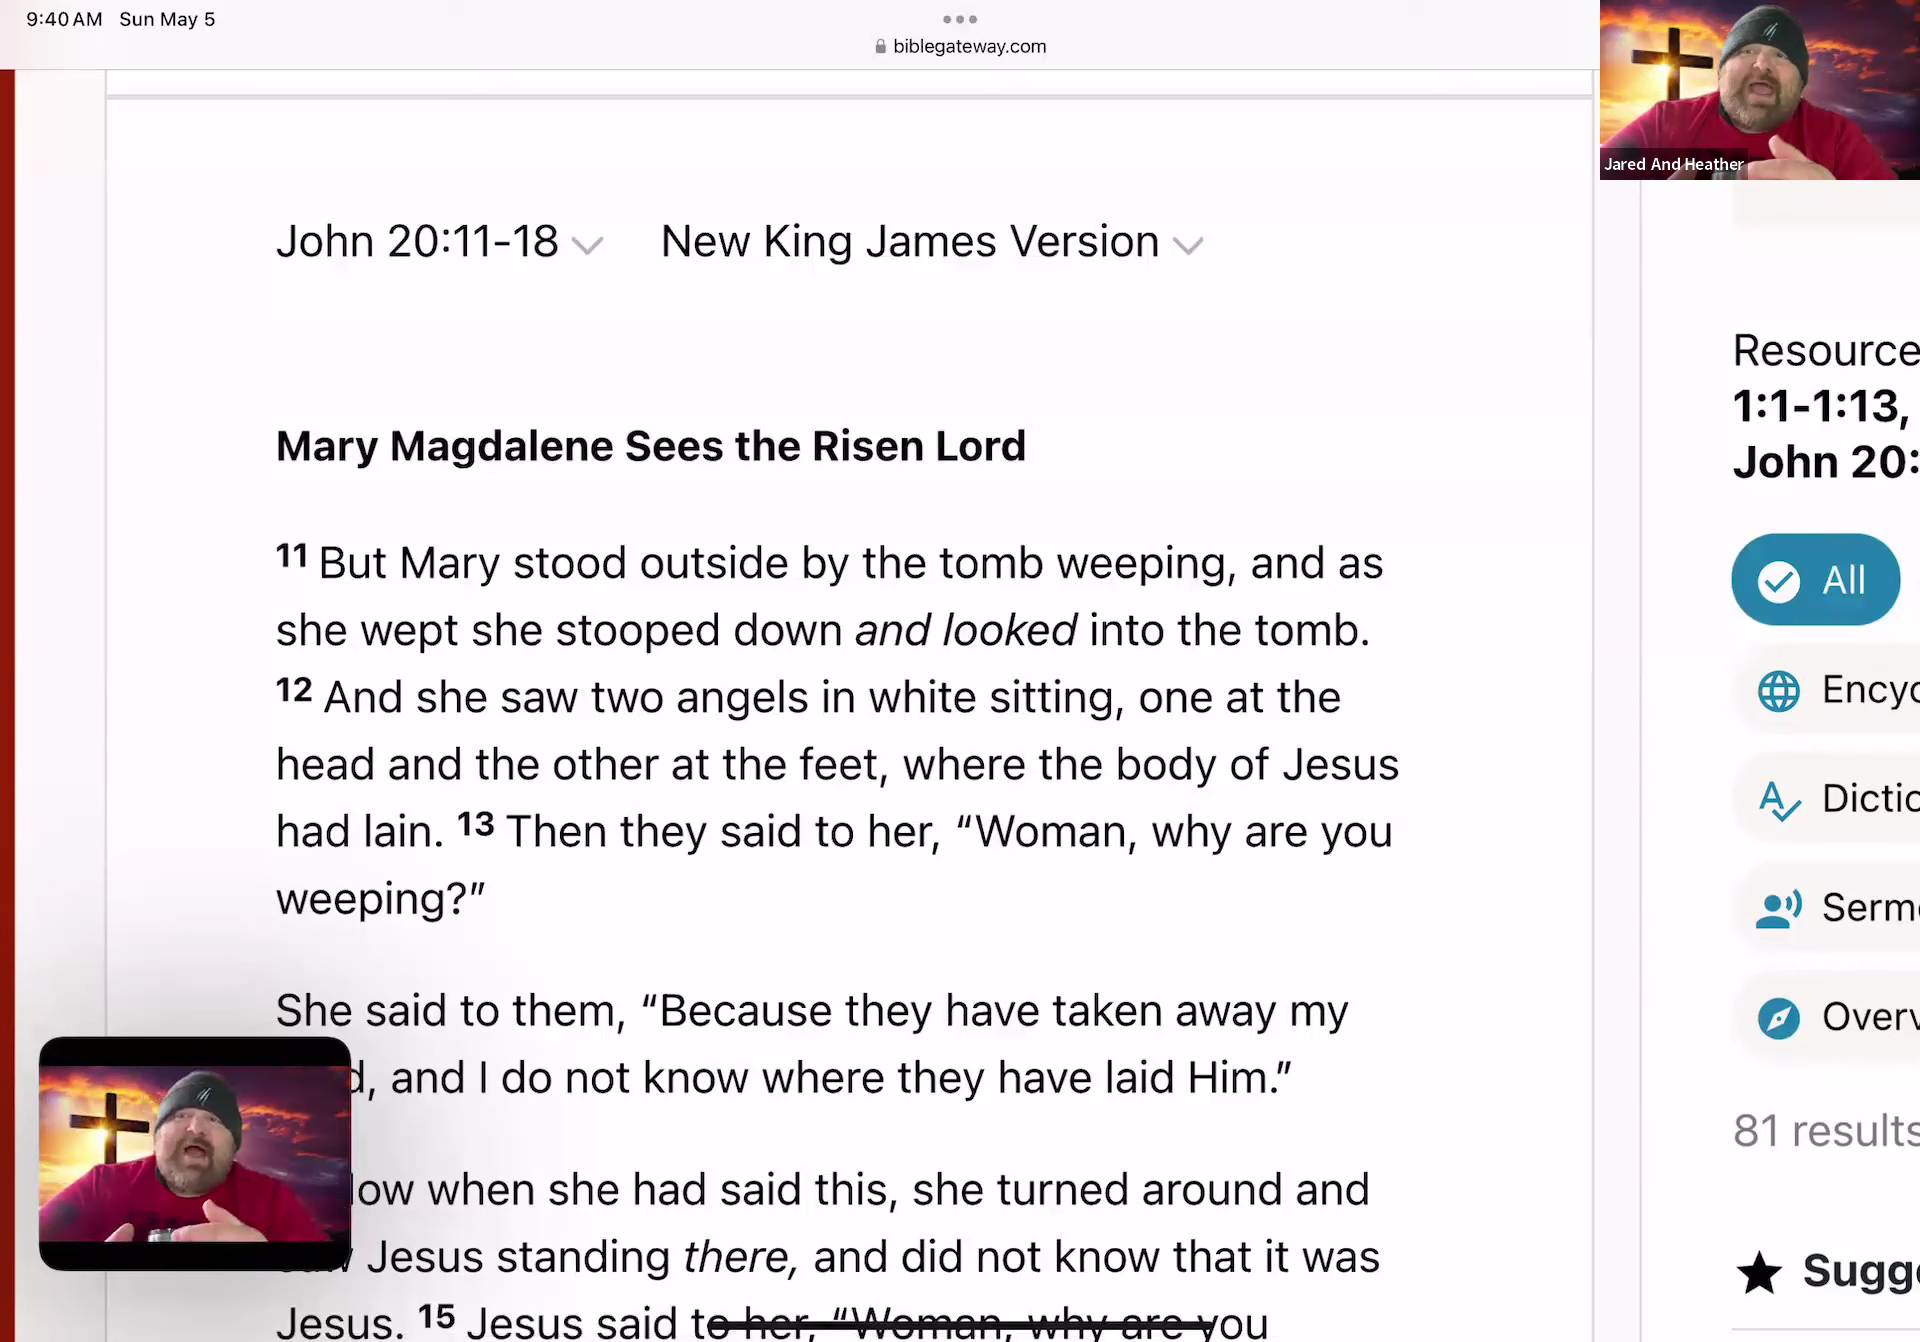 9:40 AM Sun May 5
biblegateway.com
Jared And Heather
John 20:11-18 New King James Version
Mary Magdalene Sees the Risen Lord
11 But Mary stood outside by the tomb weeping, and as
she wept she stooped down and looked into the tomb.
12 And she saw two angels in white sitting, one at the
head and the other at the feet, where the body of Jesus
had lain. 13 Then they said to her, “Woman, why are you
weeping?”
She said to them, “Because they have taken away my
d, and I do not know where they have laid Him.”
ow when she had said this, she turned around and
Jesus standing there, and did not know that it was
Jesus. 15 Jesus said to her, “Woman, why are you
Resource
1:1-1:13,
John 20:
All
Encyc
Dictio
Serm
Overv
81 results
Sugge